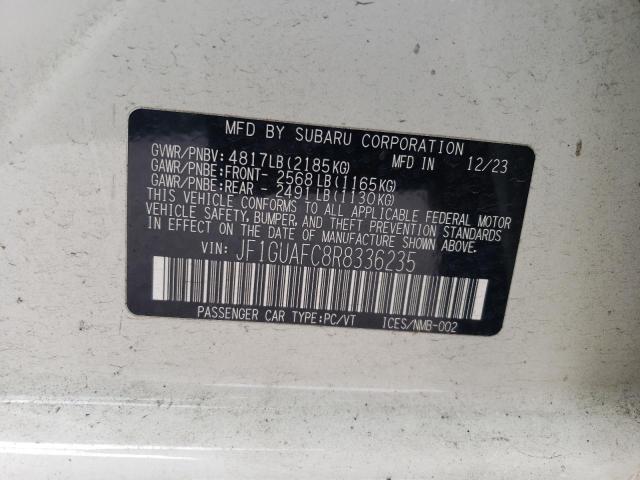 MFD BY SUBARU CORPORATION
GVWR/PNBV: 4817LB(2185KG) MFD IN 12/23
GAWR/PNBE:FRONT- 2568LB(1165KG)
GAWR/PNBE:REAR - 2491LB(1130KG)
THIS VEHICLE CONFORMS TO ALL APPLICABLE FEDERAL MOTOR
VEHICLE SAFETY, BUMPER, AND THEFT PREVENTION STANDARDS
IN EFFECT ON THE DATE OF MANUFACTURE SHOWN ABOVE.
VIN: JF1GUAFC8R8336235
PASSENGER CAR TYPE:PC/VT ICES/NMB-002